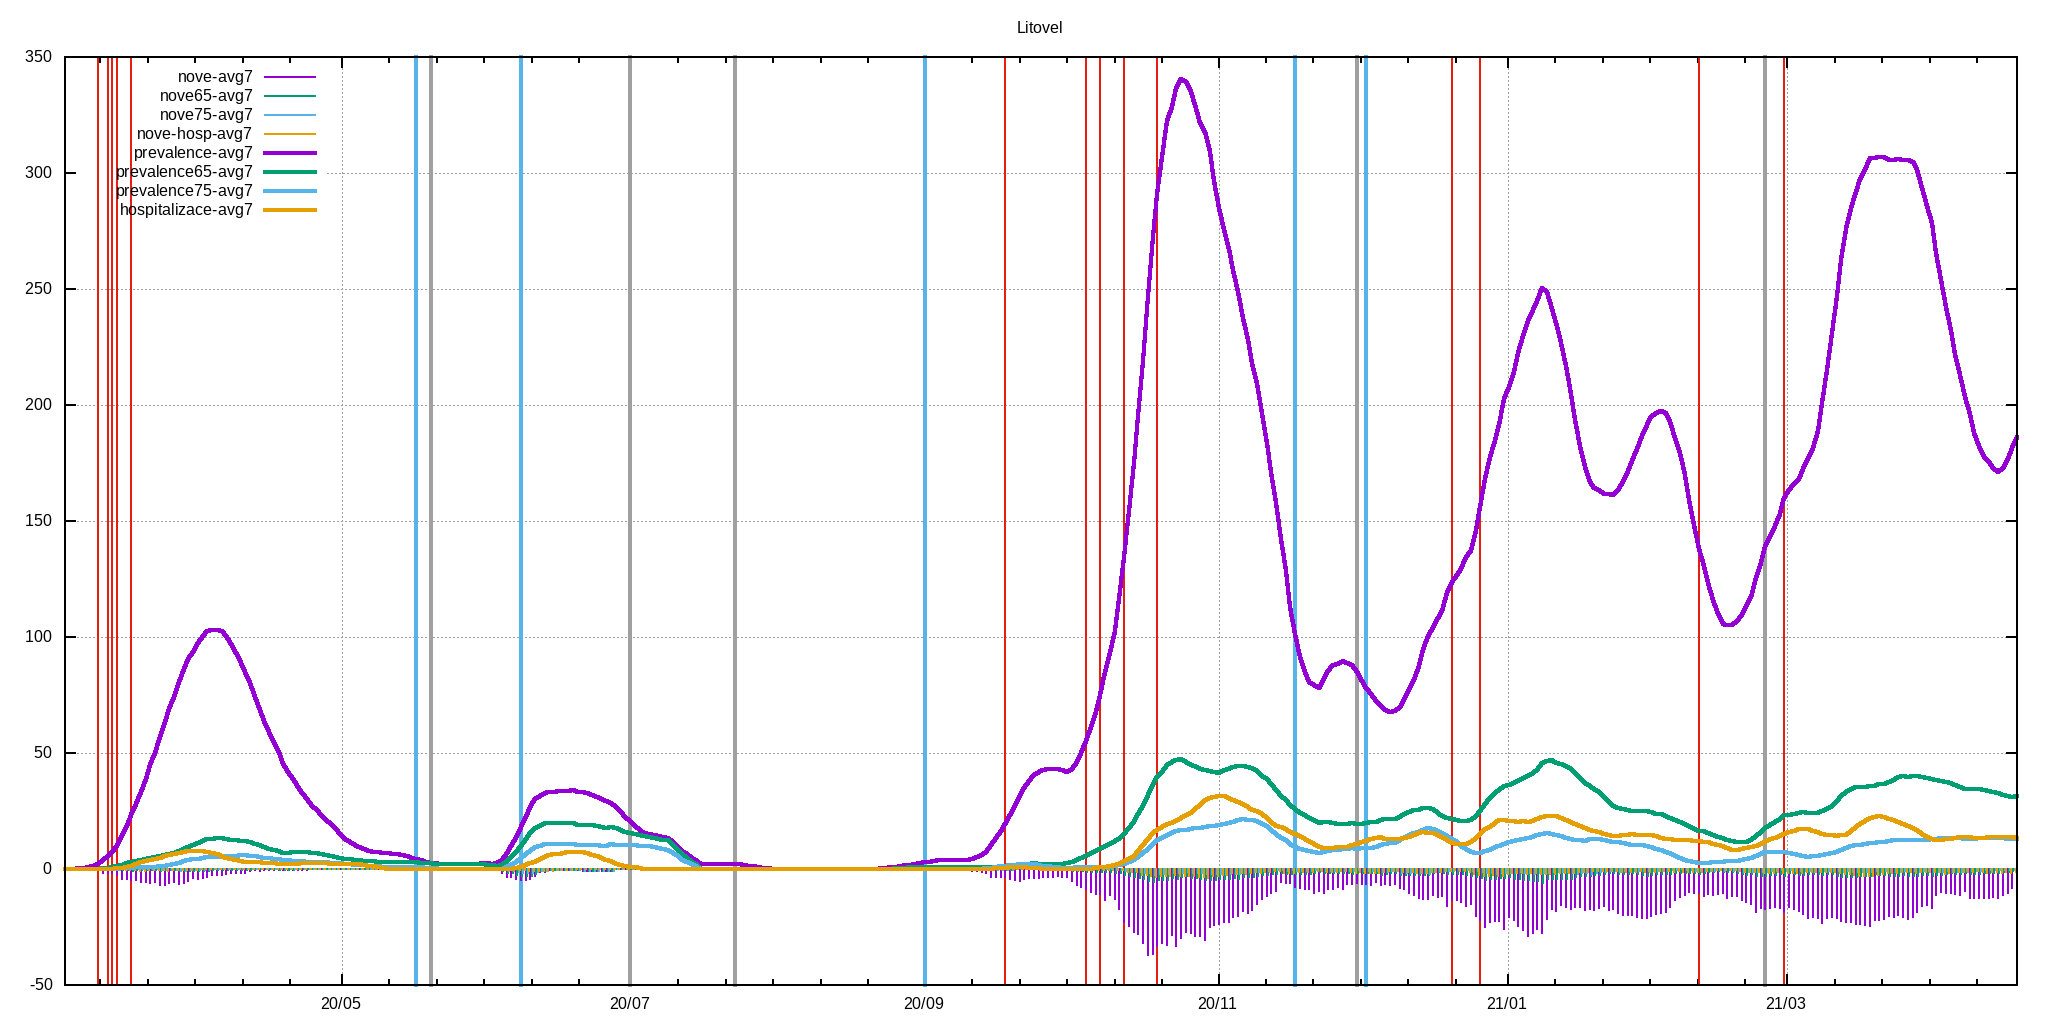 Litovel
350
300
250
200
150
100
50
0
-50
nove-avg7
nove65-avg7
nove75-avg7
nove-hosp-avg7
prevalence-avg7
prevalence65-avg7
prevalence75-avg7
hospitalizace-avg7
20/05 20/07 20/09 20/11 21/01 21/03